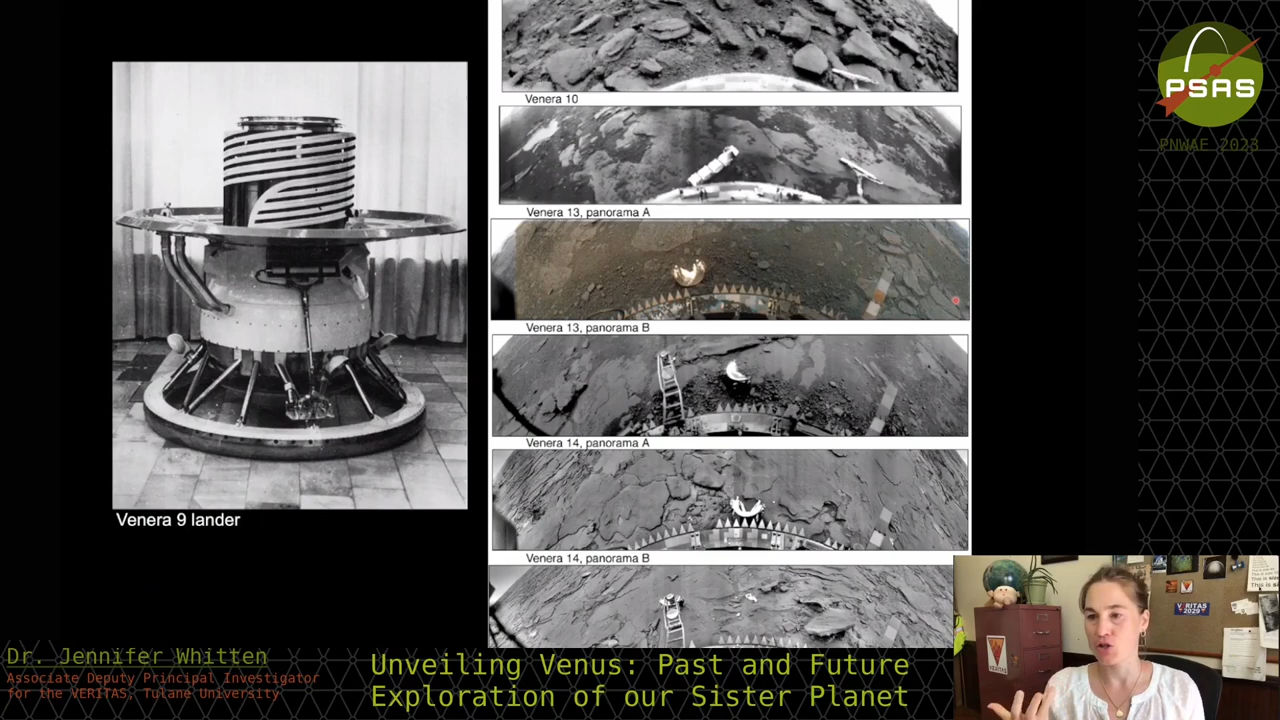 PSAS
PNWAE 2023
Venera 10
Venera 13, panorama A
Venera 13, panorama B
Venera 14, panorama A
Venera 14, panorama B
Venera 9 lander
VERITAS
2029
VERITAS
Dr. Jennifer Whitten
Associate Deputy Principal Investigator
for the VERITAS, Tulane University
Unveiling Venus: Past and Future
Exploration of our Sister Planet